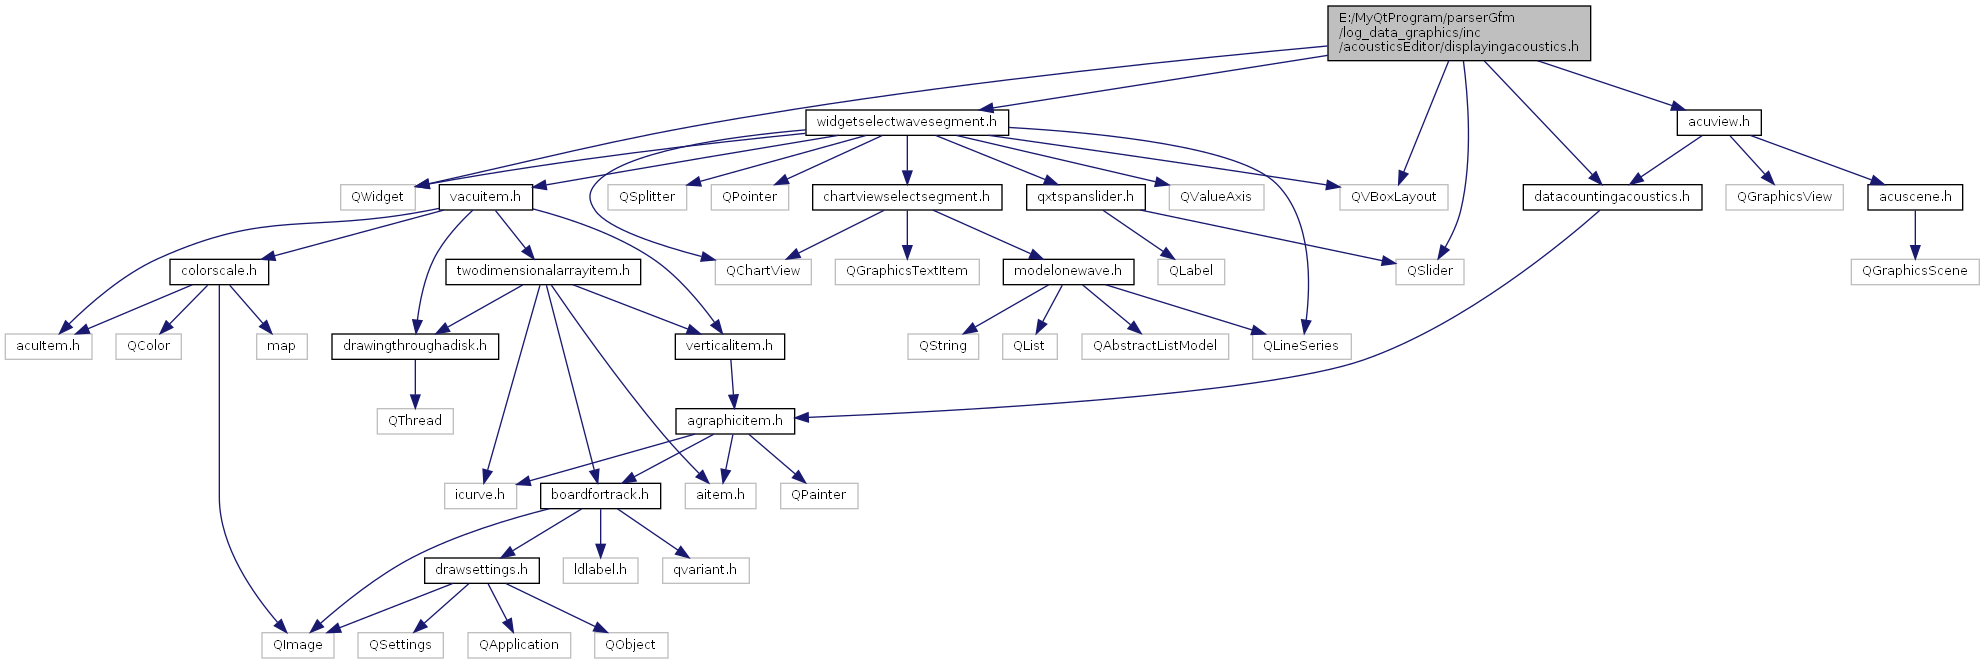 E:/MyQtProgram/parserGfm
/log_data_graphics/inc
/acousticsEditor/displayingacoustics.h
widgetselectwavesegment.h
acuview.h
QWidget
vacuitem.h
QSplitter
QPointer
chartviewselectsegment.h
qxtspanslider.h
QValueAxis
QVBoxLayout
datacountingacoustics.h
QGraphicsView
acuscene.h
colorscale.h
twodimensionalarrayitem.h
QChartView
QGraphicsTextItem
modelonewave.h
QLabel
QSlider
QGraphicsScene
acuItem.h
QColor
map
drawingthroughadisk.h
verticalitem.h
QString
QList
QAbstractListModel
QLineSeries
QThread
agraphicitem.h
icurve.h
boardfortrack.h
aitem.h
QPainter
drawsettings.h
ldlabel.h
qvariant.h
QImage
QSettings
QApplication
QObject